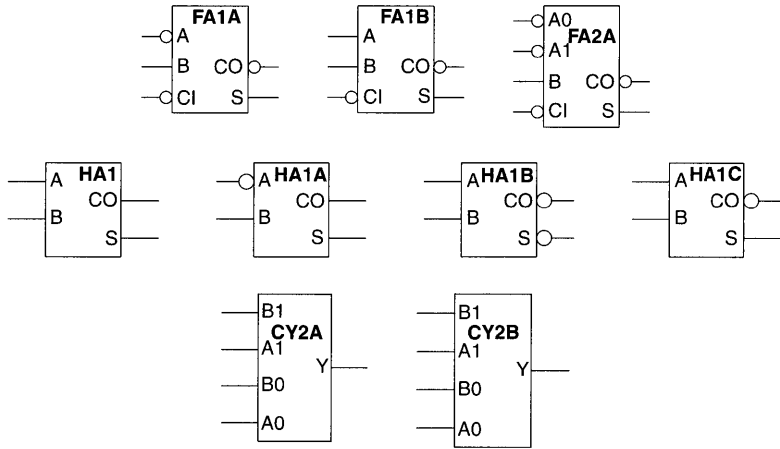 FA1A
A
B CO
CI S
FA1B
A
B CO
CI S
A0
FA2A
A1
B CO
CI S
HA1
A
CO
B
S
HA1A
A
CO
B
S
HA1B
A
CO
B
S
HA1C
A
CO
B
S
B1
CY2A
A1
Y
B0
A0
B1
CY2B
A1
Y
B0
A0